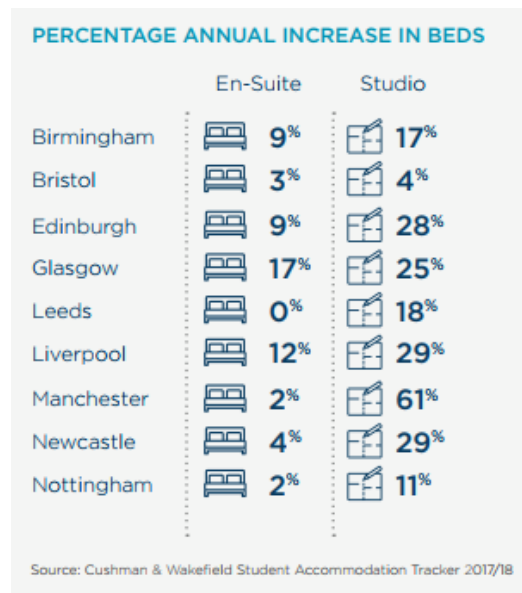 PERCENTAGE ANNUAL INCREASE IN BEDS
En-Suite Studio
Birmingham 9% 17%
Bristol 3% 4%
Edinburgh 9% 28%
Glasgow 17% 25%
Leeds 0% 18%
Liverpool 12% 29%
Manchester 2% 61%
Newcastle 4% 29%
Nottingham 2% 11%
Source: Cushman & Wakefield Student Accommodation Tracker 2017/18